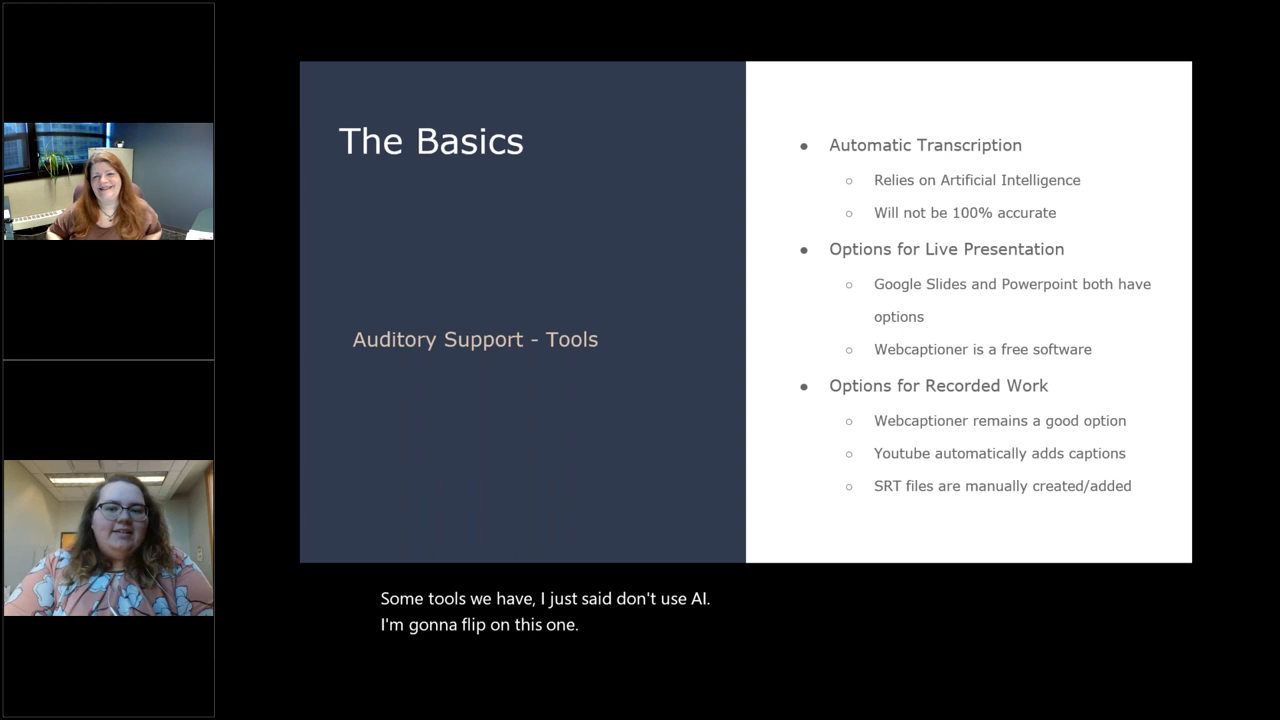 The Basics
Auditory Support - Tools
● Automatic Transcription
○ Relies on Artificial Intelligence
○ Will not be 100% accurate
● Options for Live Presentation
○ Google Slides and Powerpoint both have
options
○ Webcaptioner is a free software
● Options for Recorded Work
○ Webcaptioner remains a good option
○ Youtube automatically adds captions
○ SRT files are manually created/added
Some tools we have, I just said don't use AI.
I'm gonna flip on this one.